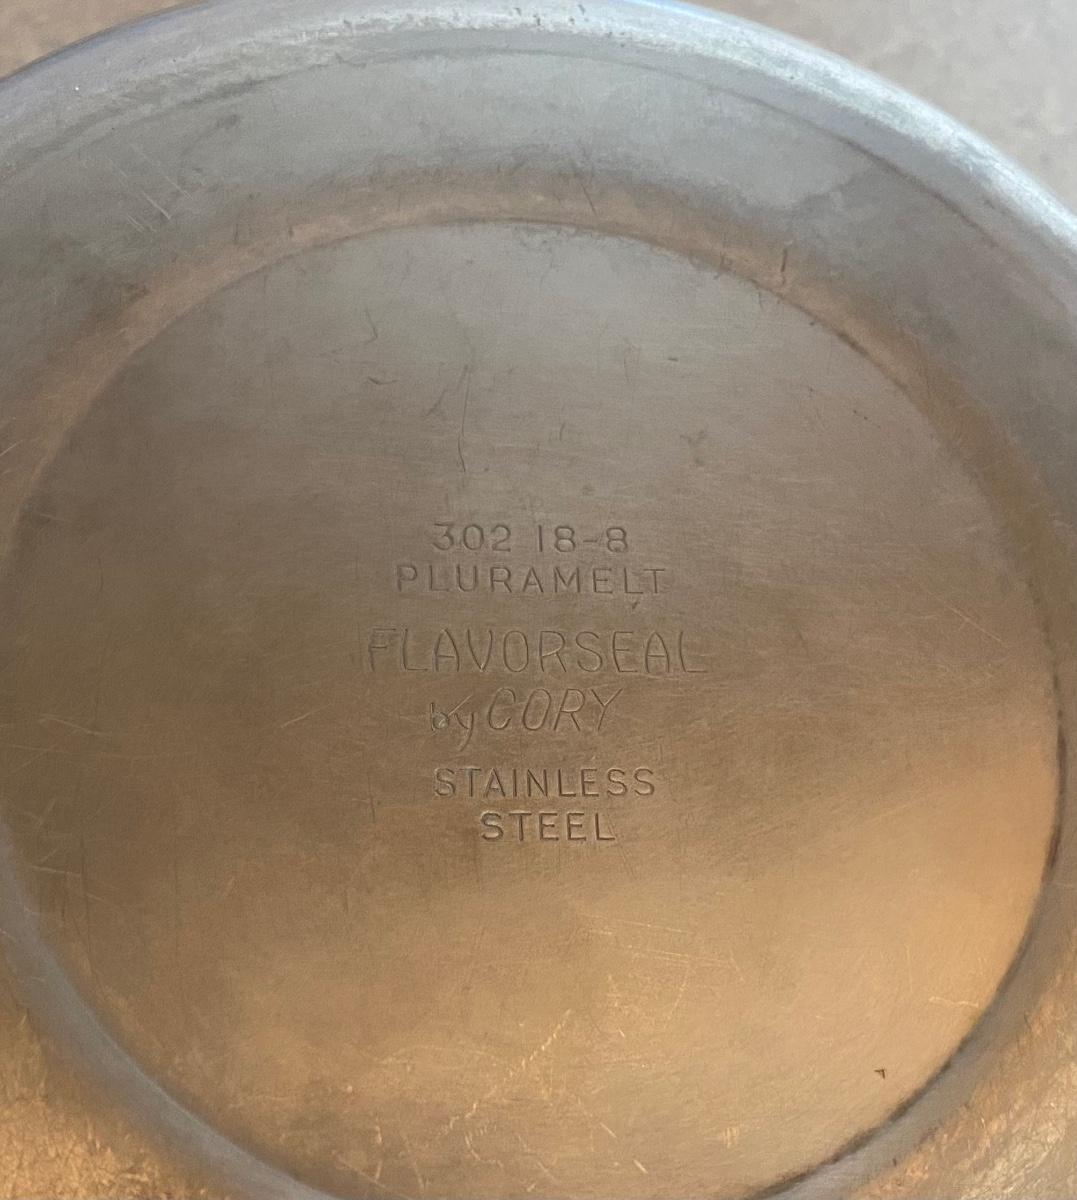 302 18-8
PLURAMELT
FLAVORSEAL
by CORY
STAINLESS
STEEL